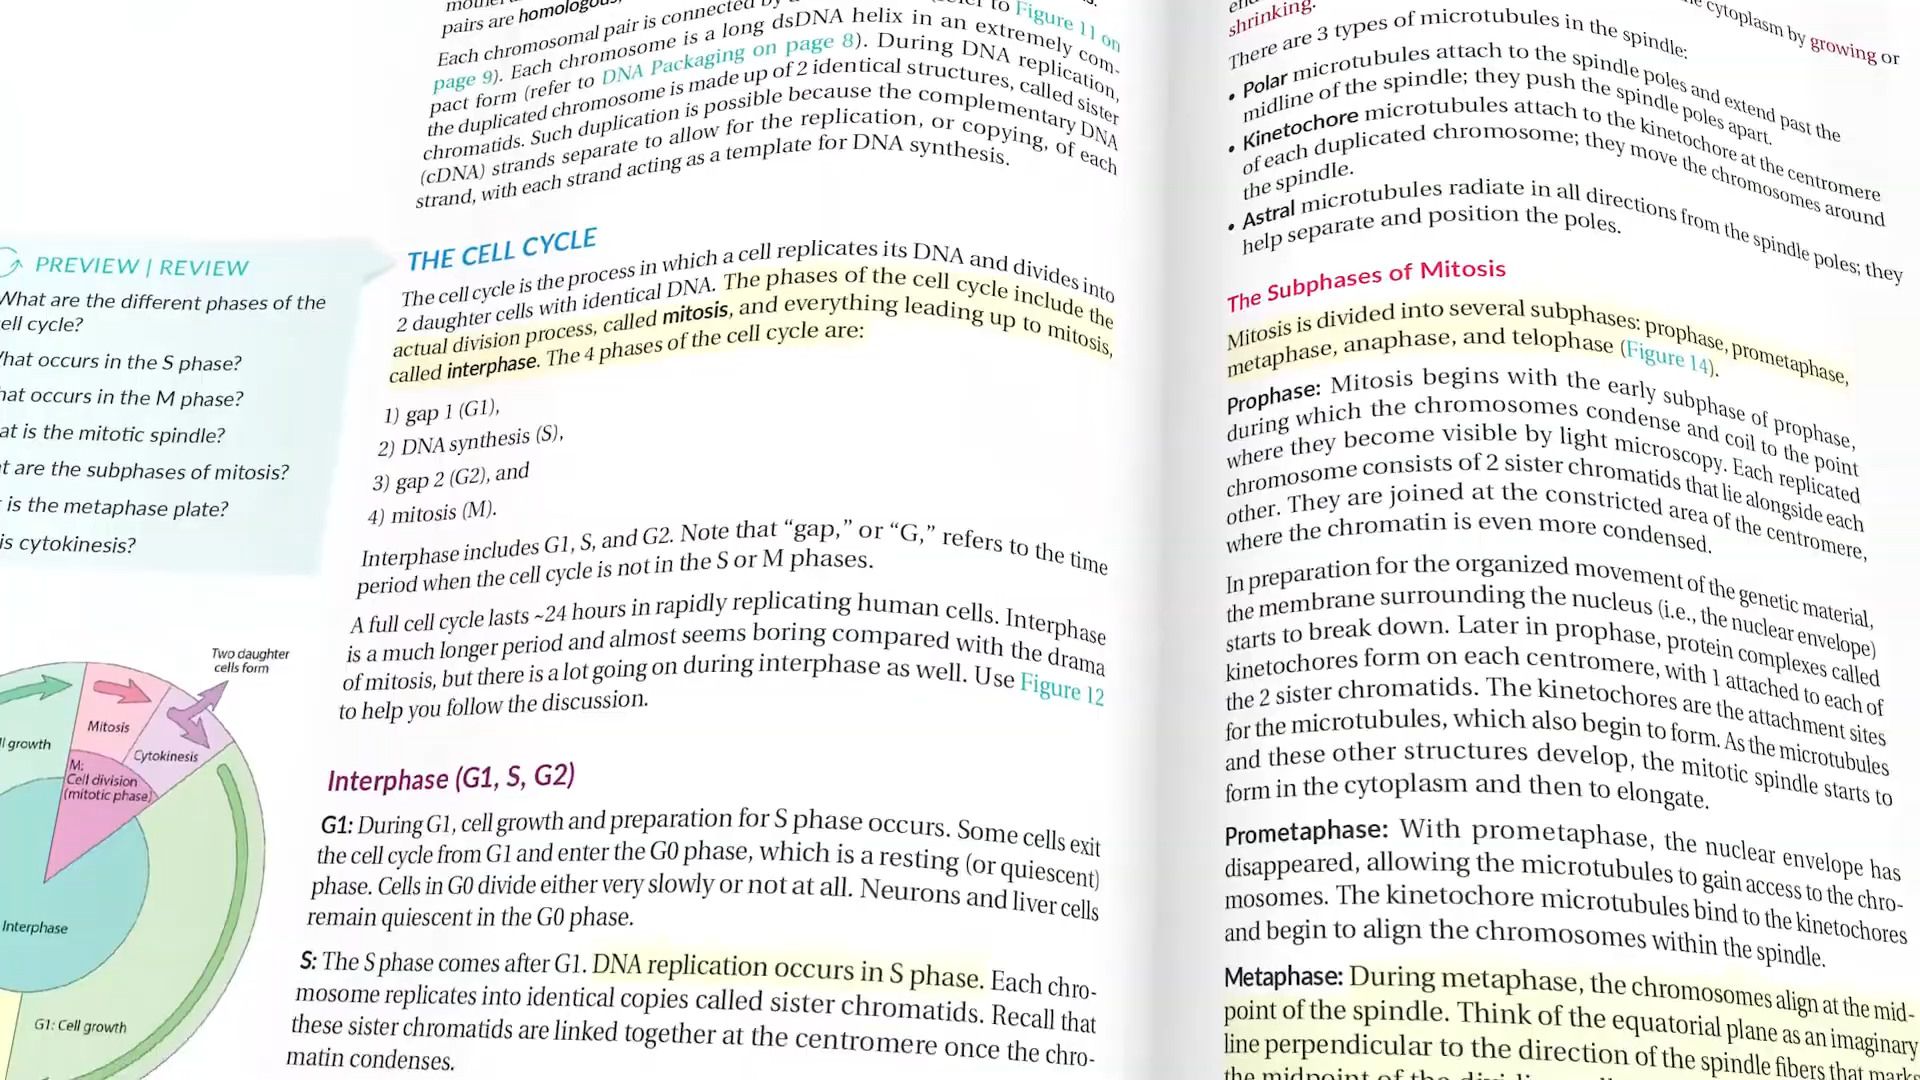 pairs are homologous,
Each chromosomal pair is connected by
to Figure 11 on
page 9). Each chromosome is a long dsDNA helix in an extremely com-
pact form (refer to DNA Packaging on page 8). During DNA replication,
the duplicated chromosome is made up of 2 identical structures, called sister
chromatids. Such duplication is possible because the complementary DNA
(cDNA) strands separate to allow for the replication, or copying, of each
strand, with each strand acting as a template for DNA synthesis.
THE CELL CYCLE
The cell cycle is the process in which a cell replicates its DNA and divides into
2 daughter cells with identical DNA. The phases of the cell cycle include the
actual division process, called mitosis, and everything leading up to mitosis,
called interphase. The 4 phases of the cell cycle are:
1) gap 1 (G1),
2) DNA synthesis (S),
3) gap 2 (G2), and
4) mitosis (M).
Interphase includes G1, S, and G2. Note that “gap,” or “G,” refers to the time
period when the cell cycle is not in the S or M phases.
A full cell cycle lasts ~24 hours in rapidly replicating human cells. Interphase
is a much longer period and almost seems boring compared with the drama
of mitosis, but there is a lot going on during interphase as well. Use Figure 12
to help you follow the discussion.
Interphase (G1, S, G2)
G1: During G1, cell growth and preparation for S phase occurs. Some cells exit
the cell cycle from G1 and enter the G0 phase, which is a resting (or quiescent)
phase. Cells in G0 divide either very slowly or not at all. Neurons and liver cells
remain quiescent in the G0 phase.
S: The S phase comes after G1. DNA replication occurs in S phase. Each chro-
mosome replicates into identical copies called sister chromatids. Recall that
these sister chromatids are linked together at the centromere once the chro-
matin condenses.
PREVIEW | REVIEW
What are the different phases of the
ell cycle?
hat occurs in the S phase?
hat occurs in the M phase?
at is the mitotic spindle?
t are the subphases of mitosis?
is the metaphase plate?
is cytokinesis?
Two daughter
cells form
Mitosis
growth
Cytokinesis
M:
Cell division
(mitotic phase)
Interphase
G1: Cell growth
cytoplasm by growing or
shrinking.
There are 3 types of microtubules in the spindle:
• Polar microtubules attach to the spindle poles and extend past the
midline of the spindle; they push the spindle poles apart.
• Kinetochore microtubules attach to the kinetochore at the centromere
of each duplicated chromosome; they move the chromosomes around
the spindle.
• Astral microtubules radiate in all directions from the spindle poles; they
help separate and position the poles.
The Subphases of Mitosis
Mitosis is divided into several subphases: prophase, prometaphase,
metaphase, anaphase, and telophase (Figure 14).
Prophase: Mitosis begins with the early subphase of prophase,
during which the chromosomes condense and coil to the point
where they become visible by light microscopy. Each replicated
chromosome consists of 2 sister chromatids that lie alongside each
other. They are joined at the constricted area of the centromere,
where the chromatin is even more condensed.
In preparation for the organized movement of the genetic material,
the membrane surrounding the nucleus (i.e., the nuclear envelope)
starts to break down. Later in prophase, protein complexes called
kinetochores form on each centromere, with 1 attached to each of
the 2 sister chromatids. The kinetochores are the attachment sites
for the microtubules, which also begin to form. As the microtubules
and these other structures develop, the mitotic spindle starts to
form in the cytoplasm and then to elongate.
Prometaphase: With prometaphase, the nuclear envelope has
disappeared, allowing the microtubules to gain access to the chro-
mosomes. The kinetochore microtubules bind to the kinetochores
and begin to align the chromosomes within the spindle.
Metaphase: During metaphase, the chromosomes align at the mid-
point of the spindle. Think of the equatorial plane as an imaginary
line perpendicular to the direction of the spindle fibers that marks
the midpoint of the